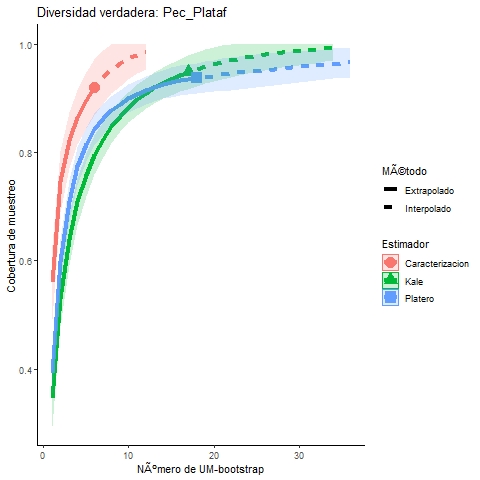 Diversidad verdadera: Pec_Plataf
1.0
0.8
0.6
0.4
Cobertura de muestreo
0
10
20
30
NÃºmero de UM-bootstrap
MÃ©todo
Extrapolado
Interpolado
Estimador
Caracterizacion
Kale
Platero